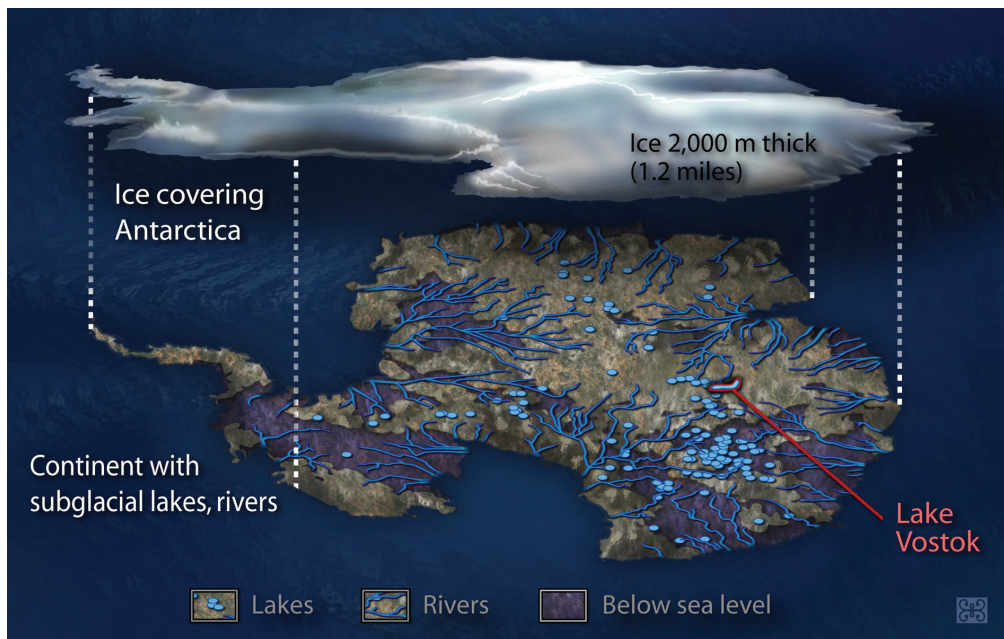 Ice 2,000 m thick
(1.2 miles)
Ice covering
Antarctica
Continent with
subglacial lakes, rivers
Lake
Vostok
Lakes
Rivers
Below sea level